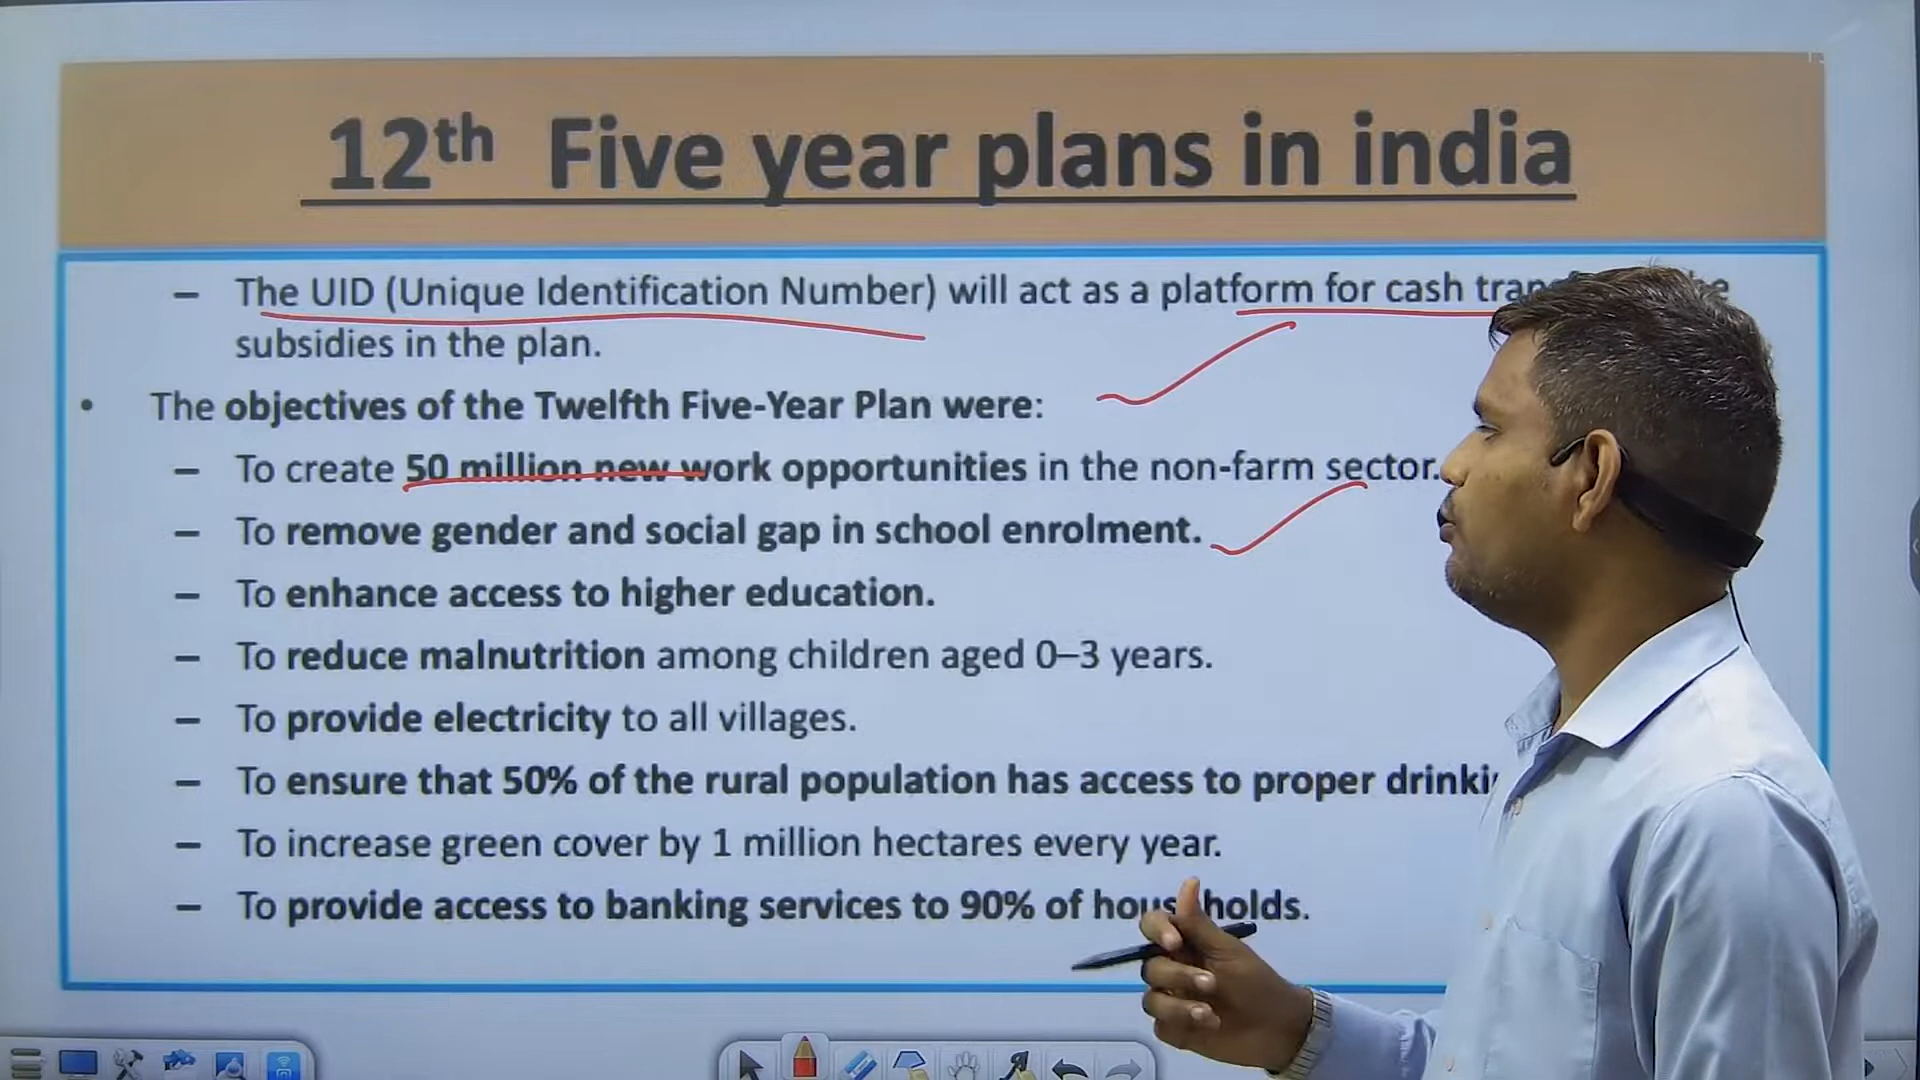 12th Five year plans in india
– The UID (Unique Identification Number) will act as a platform for cash
subsidies in the plan.
• The objectives of the Twelfth Five-Year Plan were:
– To create 50 million new work opportunities in the non-farm sector.
– To remove gender and social gap in school enrolment.
– To enhance access to higher education.
– To reduce malnutrition among children aged 0–3 years.
– To provide electricity to all villages.
– To ensure that 50% of the rural population has access to proper
– To increase green cover by 1 million hectares every year.
– To provide access to banking services to 90% of households.